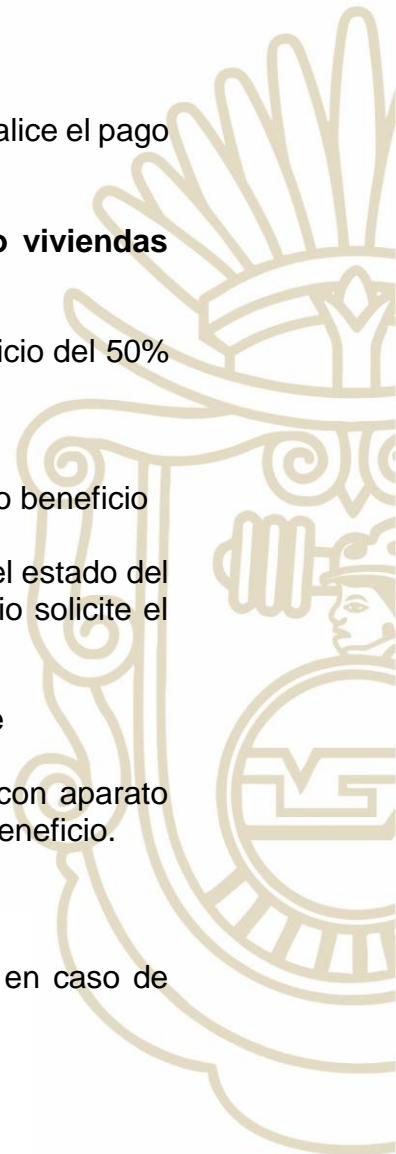 alice el pago
o viviendas
icio del 50%
o beneficio
el estado del
io solicite el
e
con aparato
eneficio.
en caso de